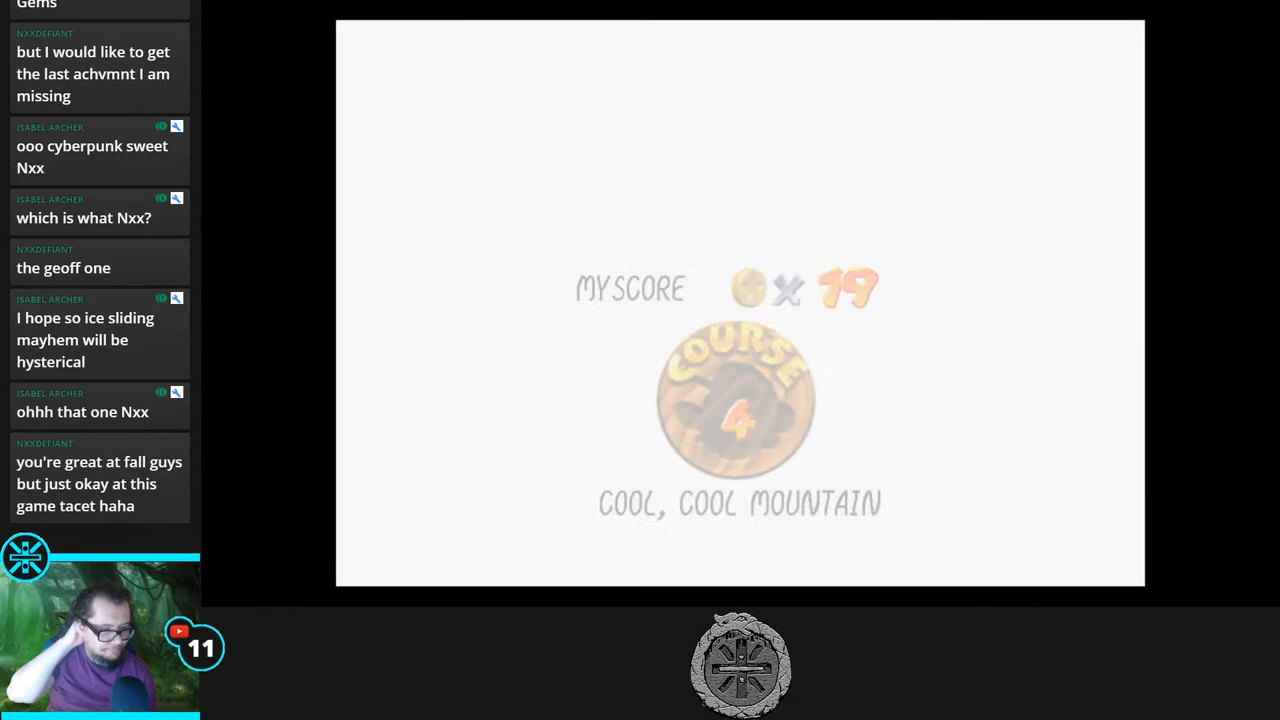 Gems
NXXDEFIANT
but I would like to get
the last achvmnt I am
missing
ISABEL ARCHER
ooo cyberpunk sweet
Nxx
ISABEL ARCHER
which is what Nxx?
NXXDEFIANT
the geoff one
ISABEL ARCHER
I hope so ice sliding
mayhem will be
hysterical
ISABEL ARCHER
ohhh that one Nxx
NXXDEFIANT
you're great at fall guys
but just okay at this
game tacet haha
11
MY SCORE x 19
COURSE
4
COOL, COOL MOUNTAIN